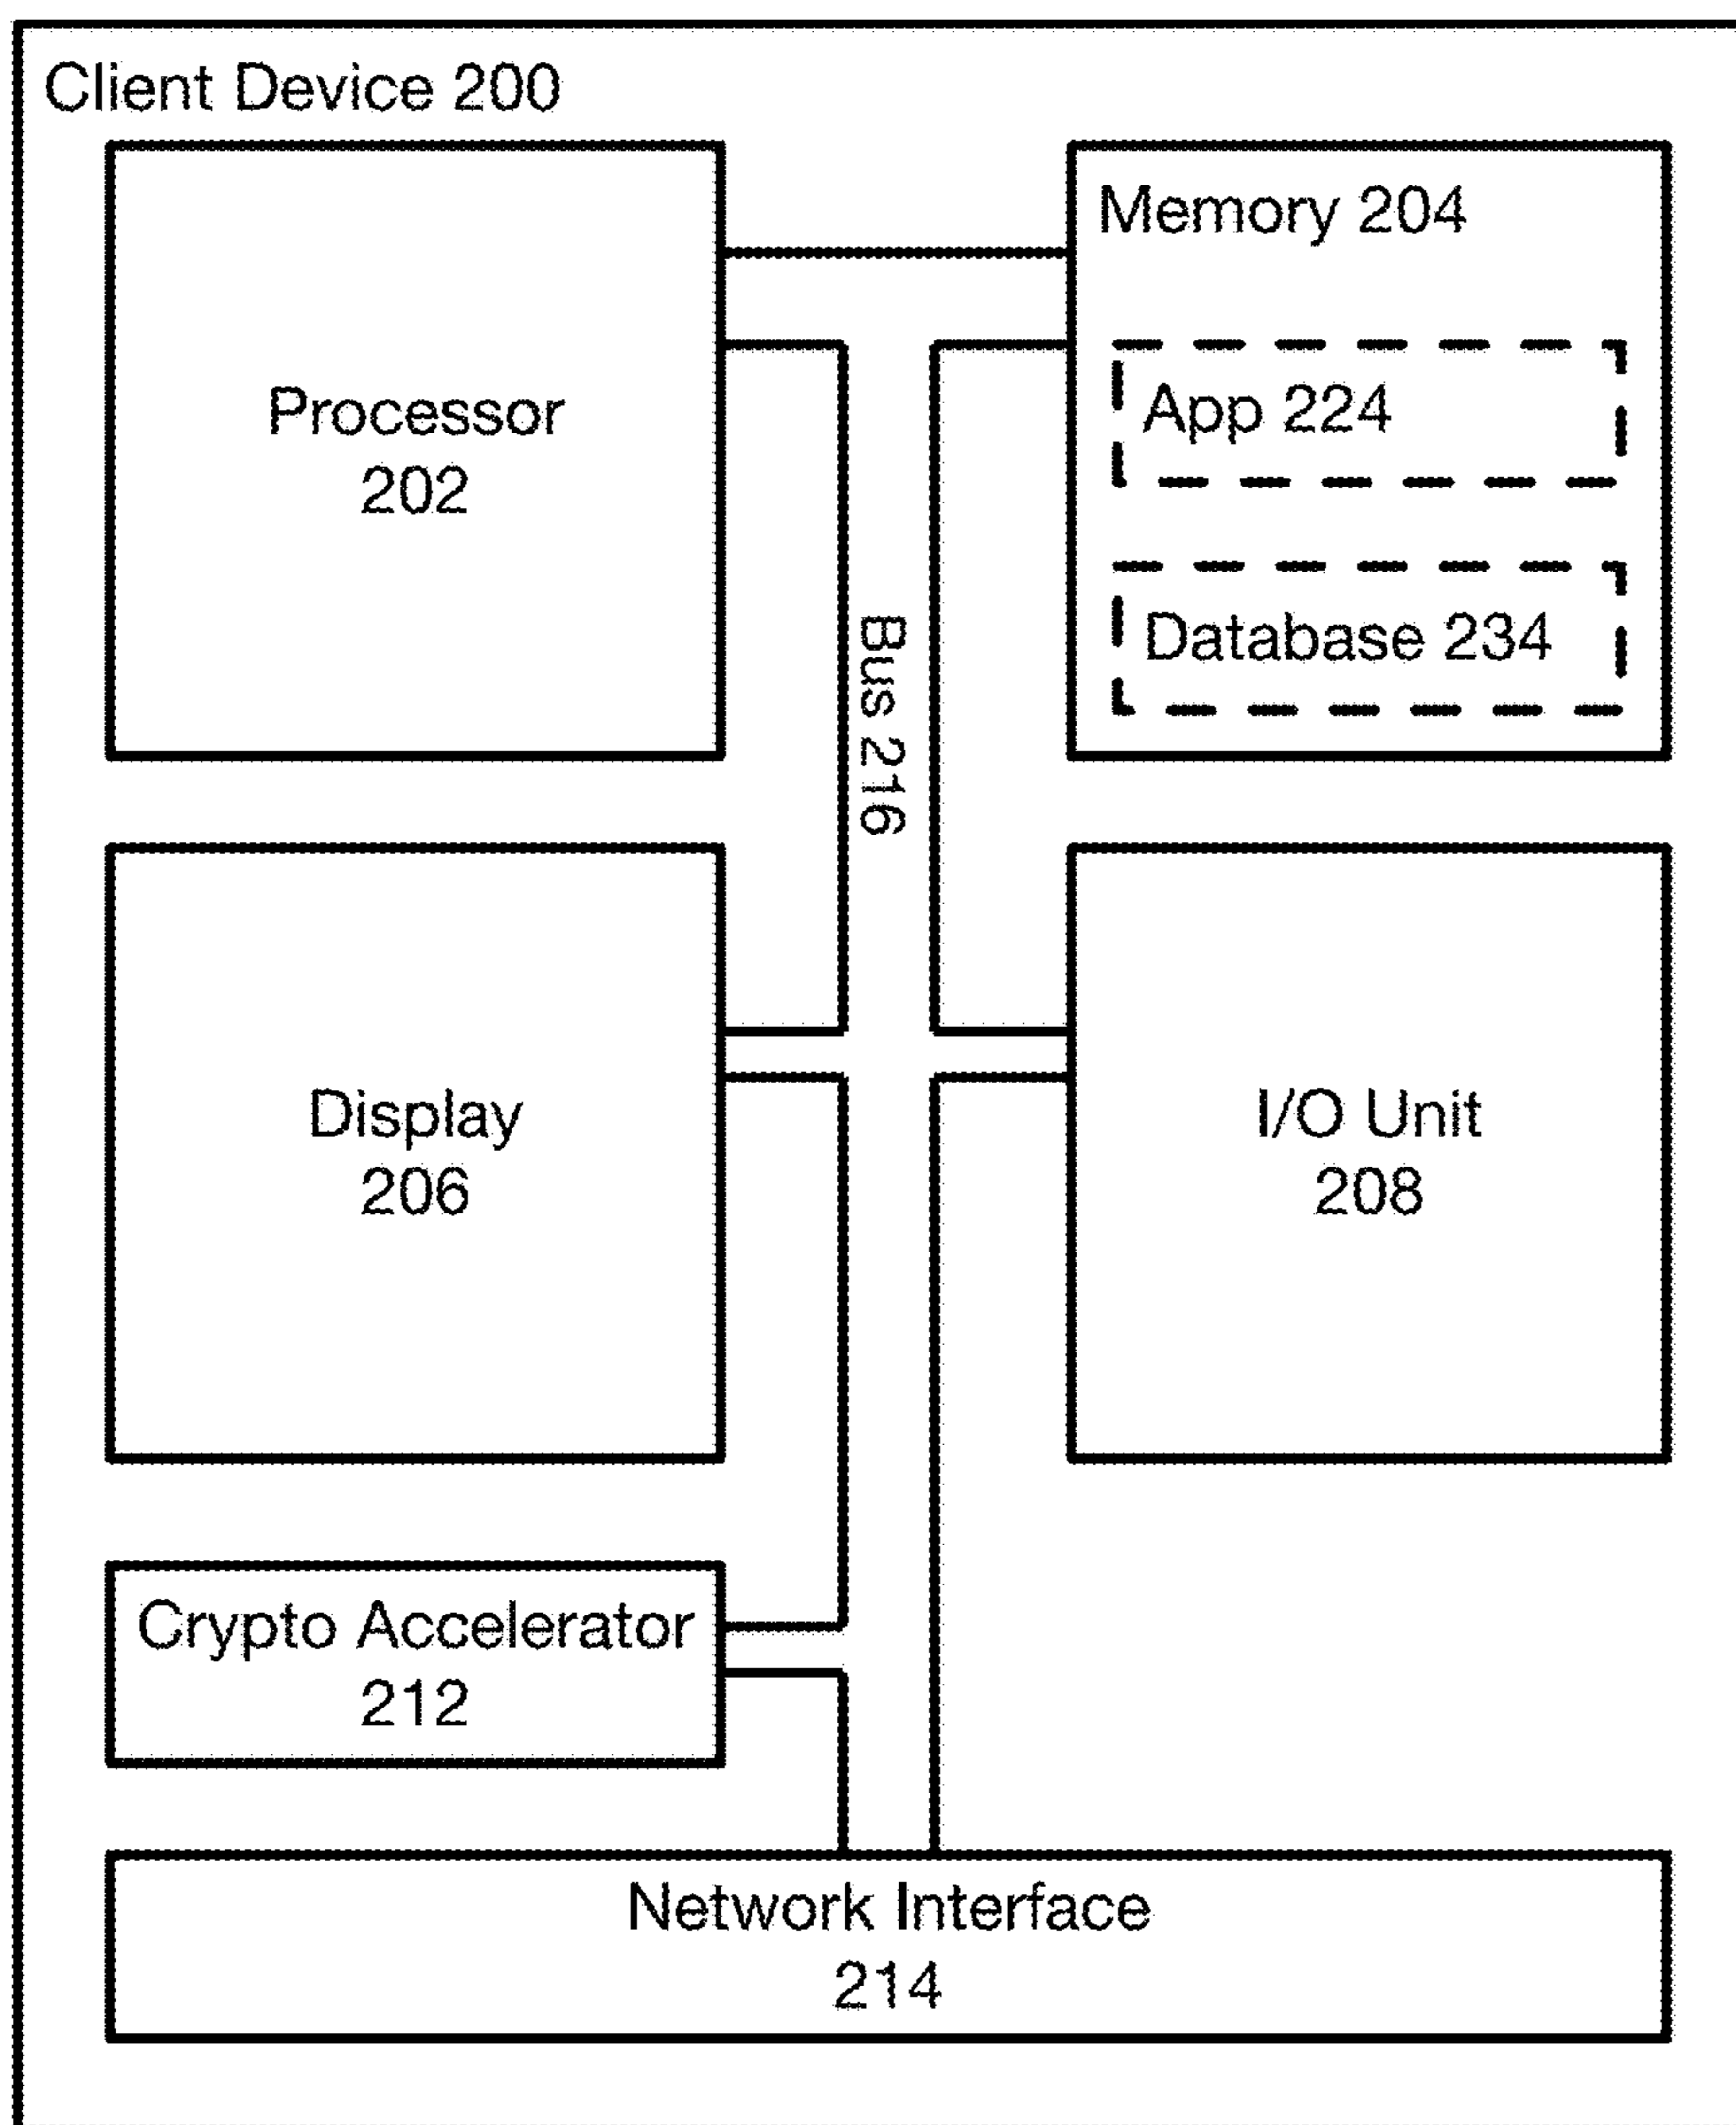 Client Device 200
Processor
202
Memory 204
App 224
Database 234
Bus 216
Display
206
I/O Unit
208
Crypto Accelerator
212
Network Interface
214